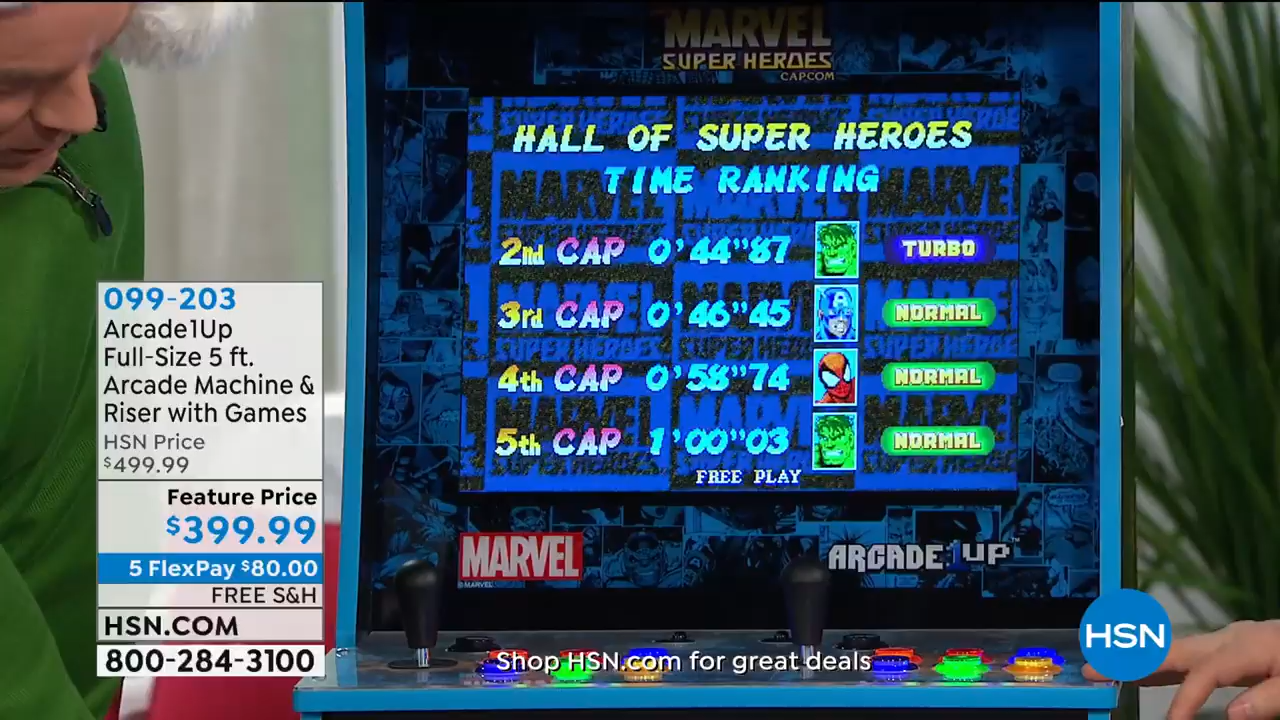 MARVEL
SUPER HEROES
CAPCOM
HALL OF SUPER HEROES
TIME RANKING
2nd CAP 0'44"87 TURBO
3rd CAP 0'46"45 NORMAL
4th CAP 0'58"74 NORMAL
5th CAP 1'00"03 NORMAL
FREE PLAY
MARVEL
ARCADE1UP
099-203
Arcade1Up
Full-Size 5 ft.
Arcade Machine &
Riser with Games
HSN Price
$499.99
Feature Price
$399.99
5 FlexPay $80.00
FREE S&H
HSN.COM
800-284-3100
Shop HSN.com for great deals
HSN